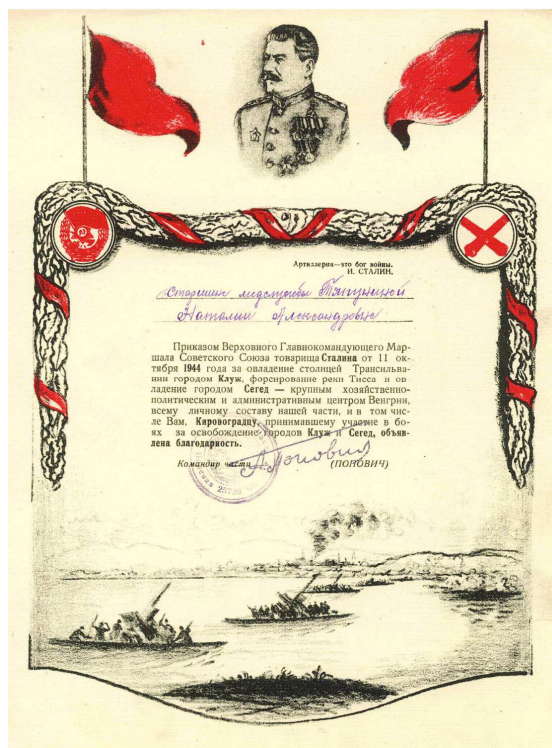 Артиллерия—это бог войны.
И. СТАЛИН.
Старшине медслужбы
Наталии Александровне
Приказом Верховного Главнокомандующего Мар-
шала Советского Союза товарища Сталина от 11 ок-
тября 1944 года за овладение столицей Трансильва-
нии городом Клуж, форсирование реки Тисса и ов-
ладение городом Сегед — крупным хозяйственно-
политическим и административным центром Венгрии,
всему личному составу нашей части, и в том чис-
ле Вам, Кировоградцу, принимавшему участие в бо-
ях за освобождение городов Клуж и Сегед, объяв-
лена благодарность.
Командир части А. Попович (ПОПОВИЧ)